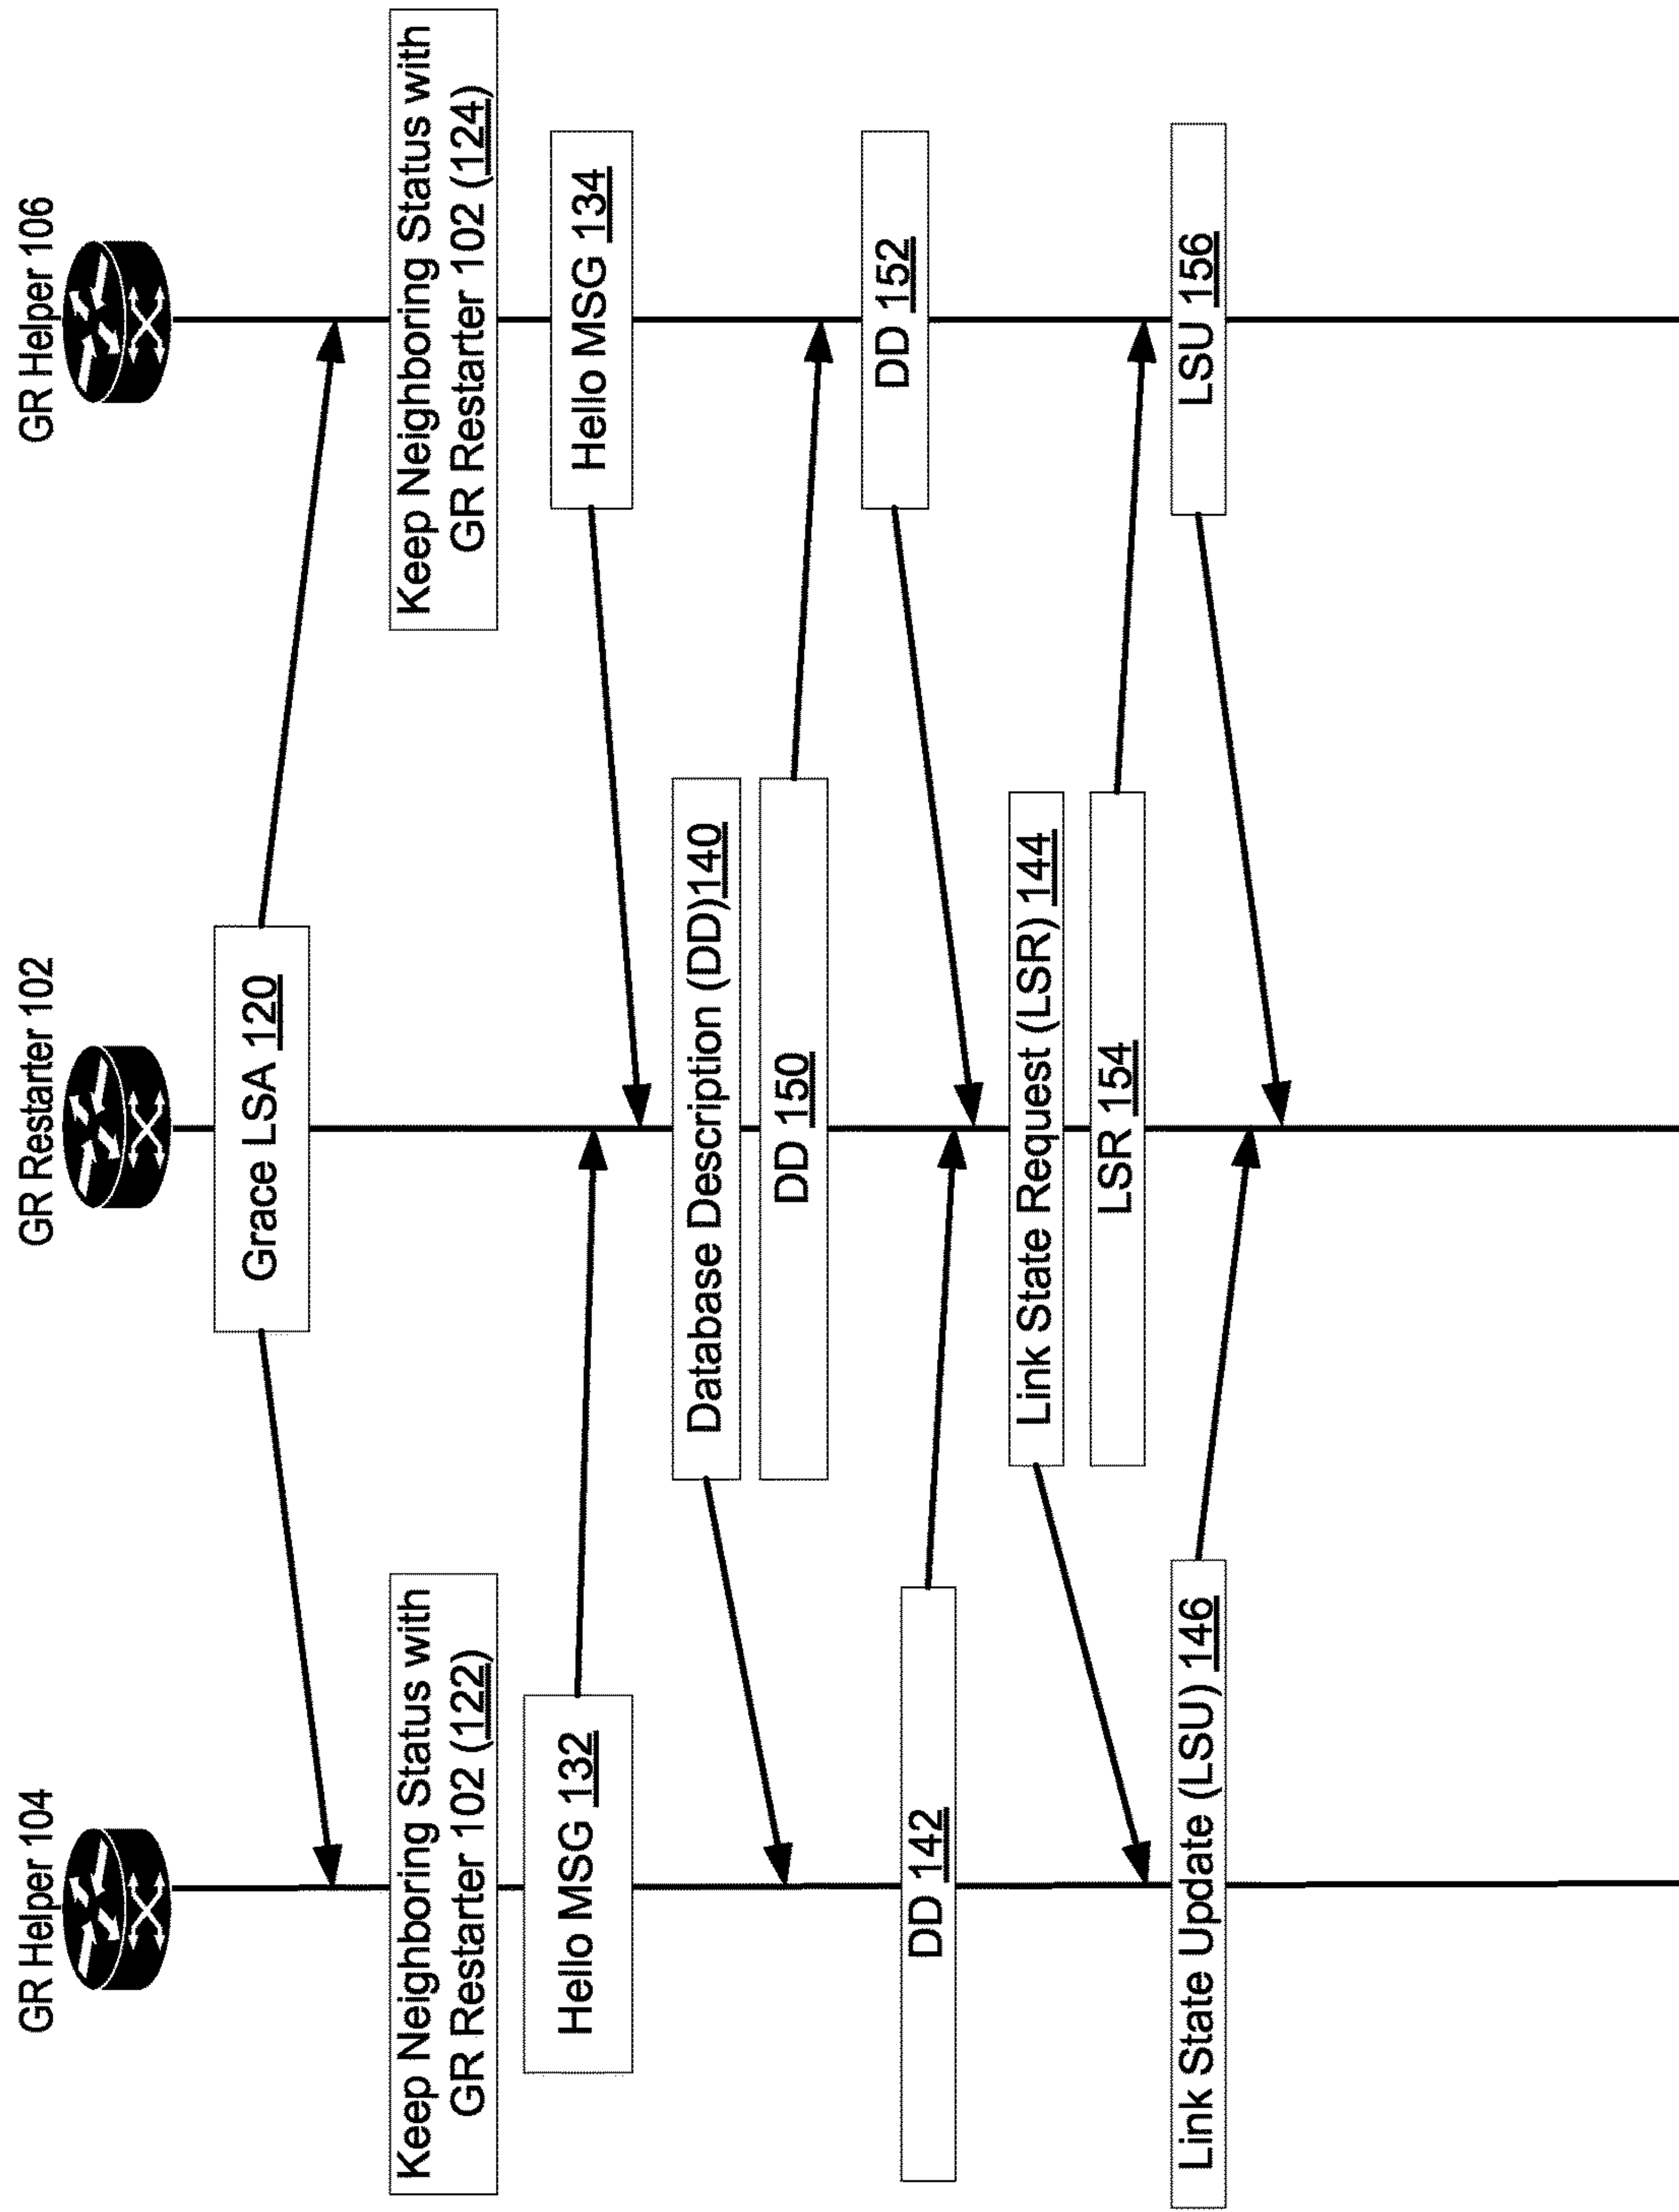 GR Helper 104
GR Restarter 102
GR Helper 106
Grace LSA 120
Keep Neighboring Status with
GR Restarter 102 (122)
Keep Neighboring Status with
GR Restarter 102 (124)
Hello MSG 132
Hello MSG 134
Database Description (DD)140
DD 150
DD 152
DD 142
Link State Request (LSR) 144
LSR 154
Link State Update (LSU) 146
LSU 156